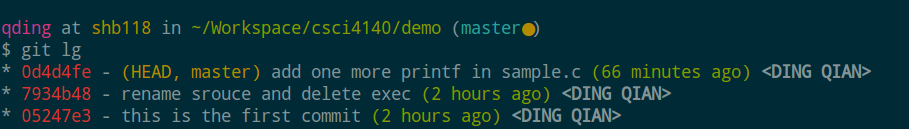 qding at shb118 in ~/Workspace/csci4140/demo (master●)
$ git lg
* 0d4d4fe - (HEAD, master) add one more printf in sample.c (66 minutes ago) <DING QIAN>
* 7934b48 - rename srouce and delete exec (2 hours ago) <DING QIAN>
* 05247e3 - this is the first commit (2 hours ago) <DING QIAN>